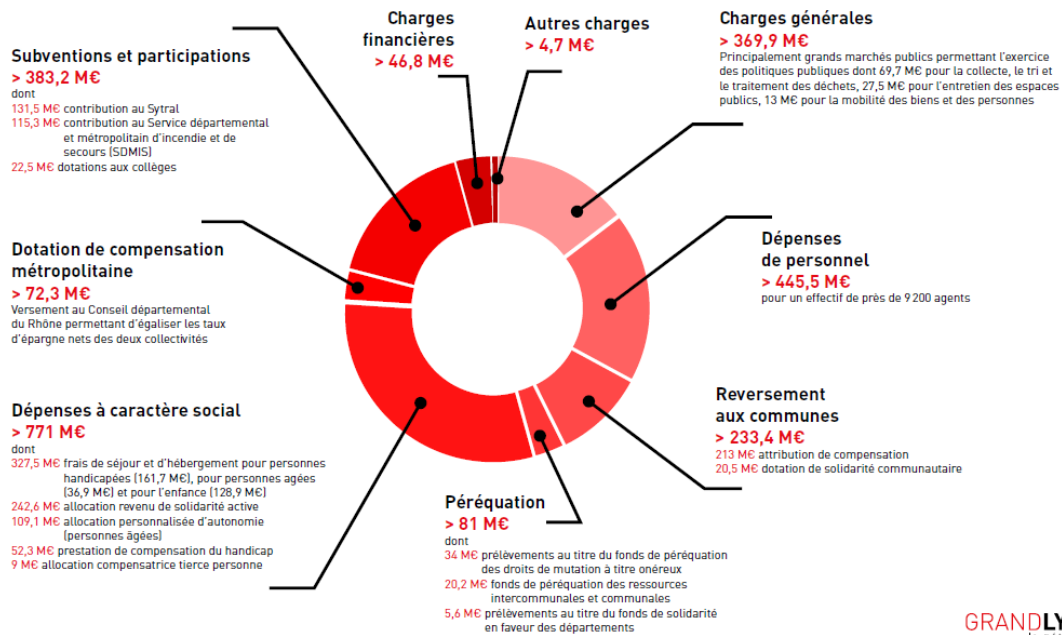 Subventions et participations
> 383,2 M€
dont
131,5 M€ contribution au Sytral
115,3 M€ contribution au Service départemental
et métropolitain d'incendie et de
secours (SDMIS)
22,5 M€ dotations aux collèges
Charges
financières
> 46,8 M€
Autres charges
> 4,7 M€
Charges générales
> 369,9 M€
Principalement grands marchés publics permettant l'exercice
des politiques publiques dont 69,7 M€ pour la collecte, le tri et
le traitement des déchets, 27,5 M€ pour l'entretien des espaces
publics, 13 M€ pour la mobilité des biens et des personnes
Dotation de compensation
métropolitaine
> 72,3 M€
Versement au Conseil départemental
du Rhône permettant d'égaliser les taux
d'épargne nets des deux collectivités
Dépenses
de personnel
> 445,5 M€
pour un effectif de près de 9 200 agents
Dépenses à caractère social
> 771 M€
dont
327,5 M€ frais de séjour et d'hébergement pour personnes
handicapées (161,7 M€), pour personnes agées
(36,9 M€) et pour l'enfance (128,9 M€)
242,6 M€ allocation revenu de solidarité active
109,1 M€ allocation personnalisée d'autonomie
(personnes âgées)
52,3 M€ prestation de compensation du handicap
9 M€ allocation compensatrice tierce personne
Reversement
aux communes
> 233,4 M€
213 M€ attribution de compensation
20,5 M€ dotation de solidarité communautaire
Péréquation
> 81 M€
dont
34 M€ prélèvements au titre du fonds de péréquation
des droits de mutation à titre onéreux
20,2 M€ fonds de péréquation des ressources
intercommunales et communales
5,6 M€ prélèvements au titre du fonds de solidarité
en faveur des départements
GRANDLY